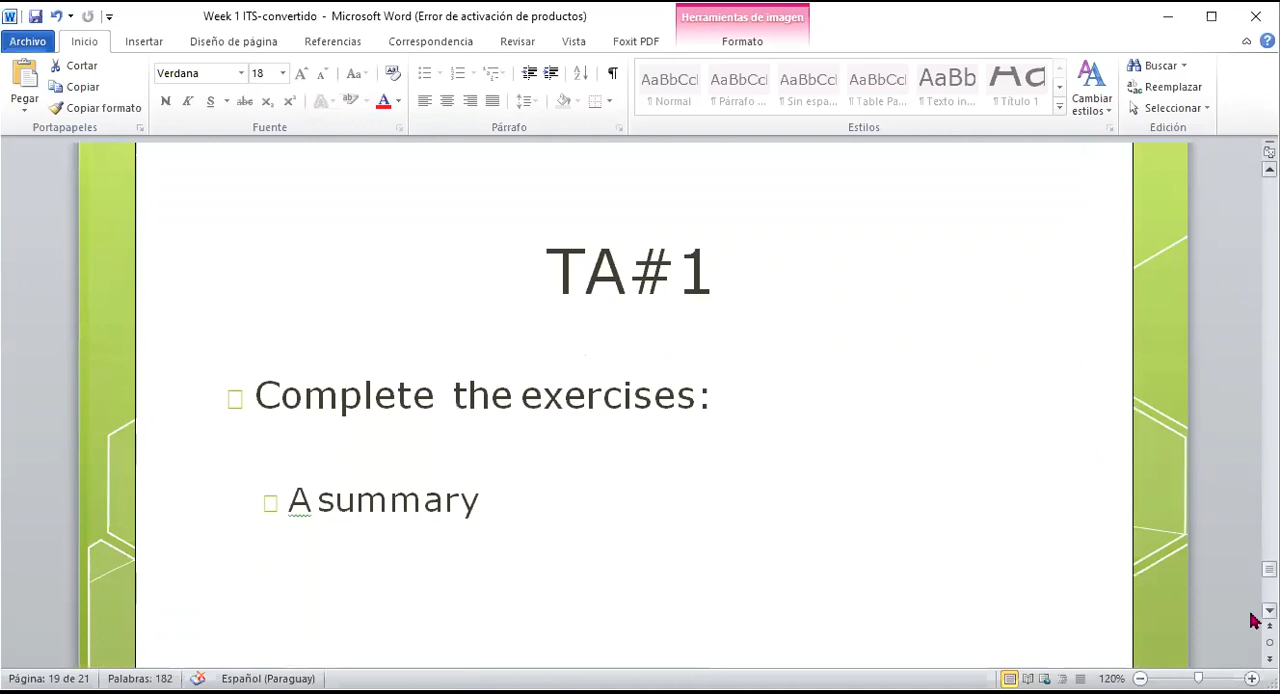 Week 1 ITS-convertido - Microsoft Word (Error de activación de productos)
Herramientas de imagen
Archivo Inicio Insertar Diseño de página Referencias Correspondencia Revisar Vista Foxit PDF Formato
Pegar
Cortar
Copiar
Copiar formato
Portapapeles
Verdana 18
N K S abc x₂ x²
Fuente
Párrafo
AaBbCcI AaBbCcI AaBbCcI AaBbCcI AaBb
¶ Normal ¶ Párrafo ... ¶ Sin espa... ¶ Table Pa... ¶ Texto in... ¶ Título 1
Cambiar
estilos
Estilos
Buscar
Reemplazar
Seleccionar
Edición
TA#1
Complete the exercises:
A summary
Página: 19 de 21 Palabras: 182 Español (Paraguay) 120%